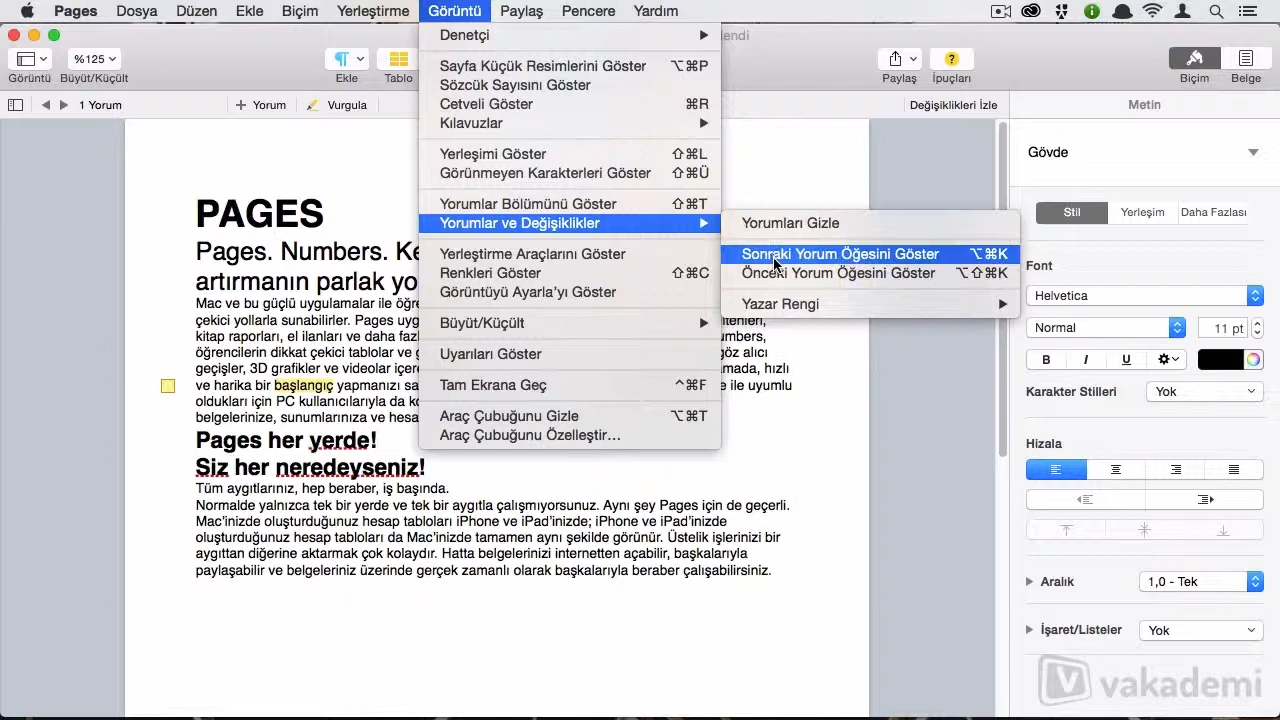 Pages Dosya Düzen Ekle Biçim Yerleştirme Görüntü Paylaş Pencere Yardım
%125
Görüntü Büyüt/Küçült Ekle Tablo Paylaş İpuçları Biçim Belge
1 Yorum + Yorum Vurgula Değişiklikleri İzle Metin
Denetçi
Sayfa Küçük Resimlerini Göster ⌥⌘P
Sözcük Sayısını Göster
Cetveli Göster ⌘R
Kılavuzlar
Yerleşimi Göster ⇧⌘L
Görünmeyen Karakterleri Göster ⇧⌘Ü
Yorumlar Bölümünü Göster ⇧⌘T
Yorumlar ve Değişiklikler
Yerleştirme Araçlarını Göster
Renkleri Göster ⇧⌘C
Görüntüyü Ayarla'yı Göster
Büyüt/Küçült
Uyarıları Göster
Tam Ekrana Geç ^⌘F
Araç Çubuğunu Gizle ⌥⌘T
Araç Çubuğunu Özelleştir…
Yorumları Gizle
Sonraki Yorum Öğesini Göster ⌥⌘K
Önceki Yorum Öğesini Göster ⌥⇧⌘K
Yazar Rengi
PAGES
Pages. Numbers.
artırmanın parlak
Mac ve bu güçlü uygulamalar ile
çekici yollarla sunabilirler. Pages
kitap raporları, el ilanları ve daha
öğrencilerin dikkat çekici tablolar ve göz alıcı
geçişler, 3D grafikler ve videolar hızlı
ve harika bir başlangıç yapmanızı ile uyumlu
oldukları için PC kullanıcılarıyla da
belgelerinize, sunumlarınıza ve
Pages her yerde!
Siz her neredeyseniz!
Tüm aygıtlarınız, hep beraber, iş başında.
Normalde yalnızca tek bir yerde ve tek bir aygıtla çalışmıyorsunuz. Aynı şey Pages için de geçerli.
Mac'inizde oluşturduğunuz hesap tabloları iPhone ve iPad'inizde; iPhone ve iPad'inizde
oluşturduğunuz hesap tabloları da Mac'inizde tamamen aynı şekilde görünür. Üstelik işlerinizi bir
aygıttan diğerine aktarmak çok kolaydır. Hatta belgelerinizi internetten açabilir, başkalarıyla
paylaşabilir ve belgeleriniz üzerinde gerçek zamanlı olarak başkalarıyla beraber çalışabilirsiniz.
Gövde
Stil Yerleşim Daha Fazlası
Font
Helvetica
Normal 11 pt
B I U
Karakter Stilleri Yok
Hizala
Aralık 1,0 - Tek
İşaret/Listeler Yok
vakademi